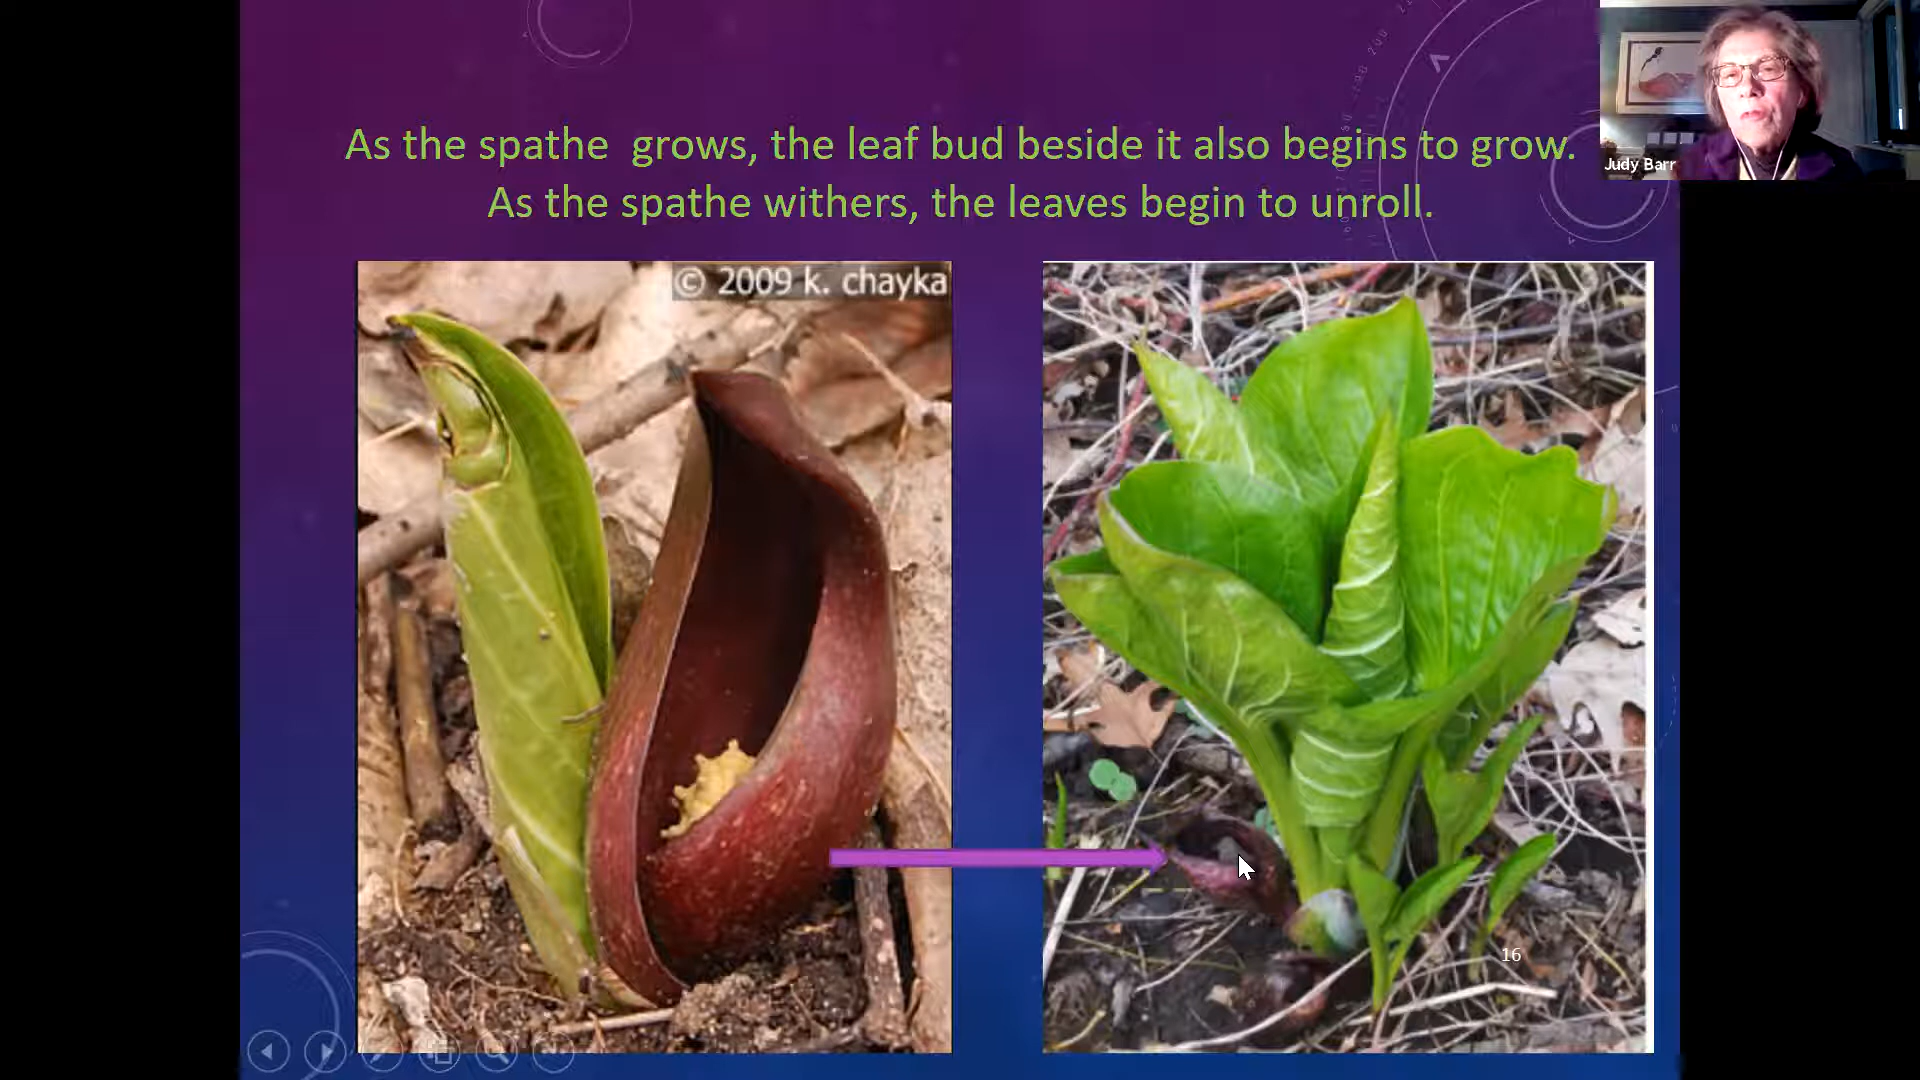 As the spathe  grows, the leaf bud beside it also begins to grow.
As the spathe withers, the leaves begin to unroll.
Judy Barr
© 2009 k. chayka
16